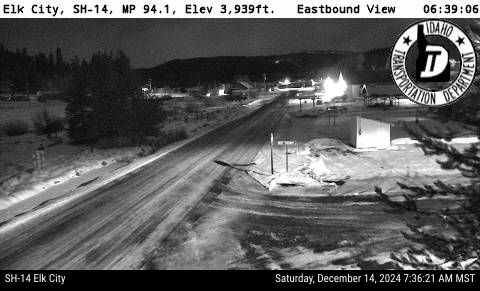 Elk City, SH-14, MP 94.1, Elev 3,939ft. Eastbound View 06:39:06
IDAHO
TRANSPORTATION DEPARTMENT
SH-14 Elk City Saturday, December 14, 2024 7:36:21 AM MST